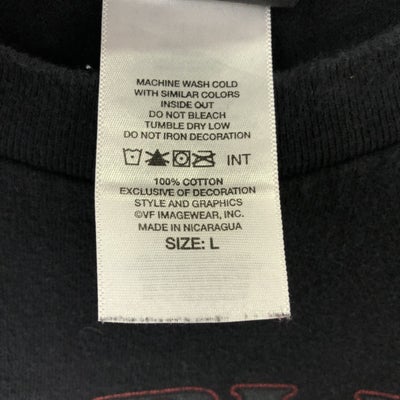 MACHINE WASH COLD
WITH SIMILAR COLORS
INSIDE OUT
DO NOT BLEACH
TUMBLE DRY LOW
DO NOT IRON DECORATION
INT
100% COTTON
EXCLUSIVE OF DECORATION
STYLE AND GRAPHICS
©VF IMAGEWEAR, INC.
MADE IN NICARAGUA
SIZE: L